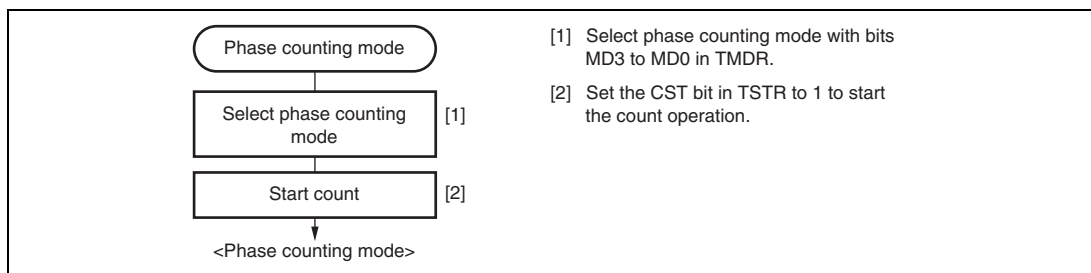 Phase counting mode
Select phase counting
mode
[1]
Start count
[2]
<Phase counting mode>
[1] Select phase counting mode with bits
MD3 to MD0 in TMDR.
[2] Set the CST bit in TSTR to 1 to start
the count operation.